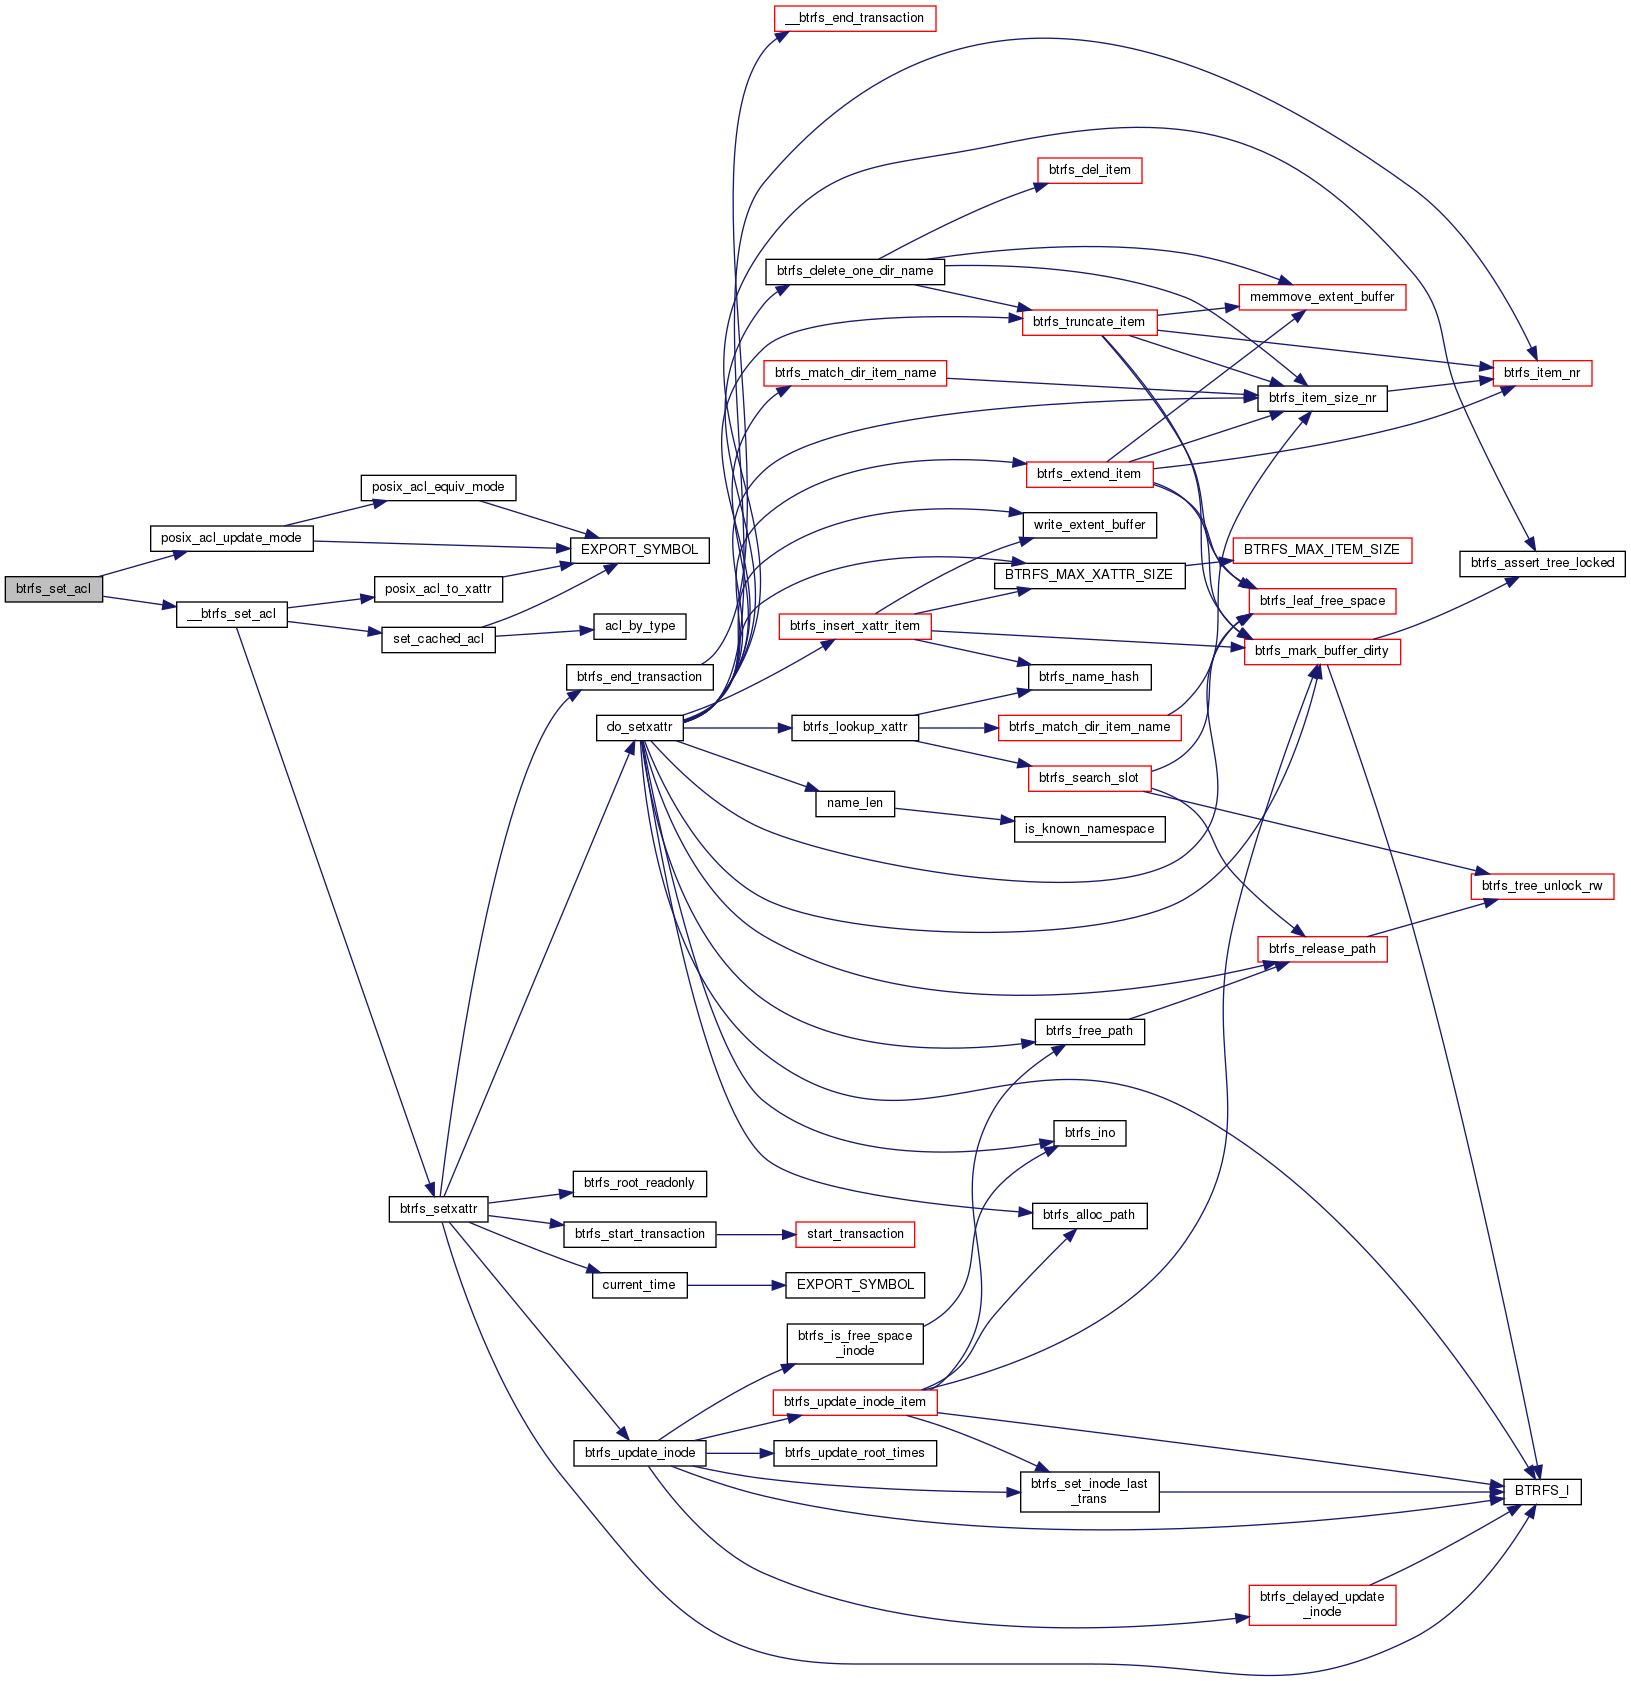 __btrfs_end_transaction
btrfs_del_item
btrfs_delete_one_dir_name
memmove_extent_buffer
btrfs_truncate_item
btrfs_match_dir_item_name
btrfs_item_nr
btrfs_item_size_nr
btrfs_extend_item
posix_acl_equiv_mode
write_extent_buffer
posix_acl_update_mode
EXPORT_SYMBOL
BTRFS_MAX_ITEM_SIZE
btrfs_assert_tree_locked
BTRFS_MAX_XATTR_SIZE
btrfs_set_acl
posix_acl_to_xattr
btrfs_leaf_free_space
__btrfs_set_acl
acl_by_type
btrfs_insert_xattr_item
set_cached_acl
btrfs_mark_buffer_dirty
btrfs_end_transaction
btrfs_name_hash
do_setxattr
btrfs_lookup_xattr
btrfs_match_dir_item_name
btrfs_search_slot
name_len
is_known_namespace
btrfs_tree_unlock_rw
btrfs_release_path
btrfs_free_path
btrfs_ino
btrfs_root_readonly
btrfs_setxattr
btrfs_alloc_path
btrfs_start_transaction
start_transaction
current_time
EXPORT_SYMBOL
btrfs_is_free_space
_inode
btrfs_update_inode_item
btrfs_update_inode
btrfs_update_root_times
btrfs_set_inode_last
_trans
BTRFS_I
btrfs_delayed_update
_inode